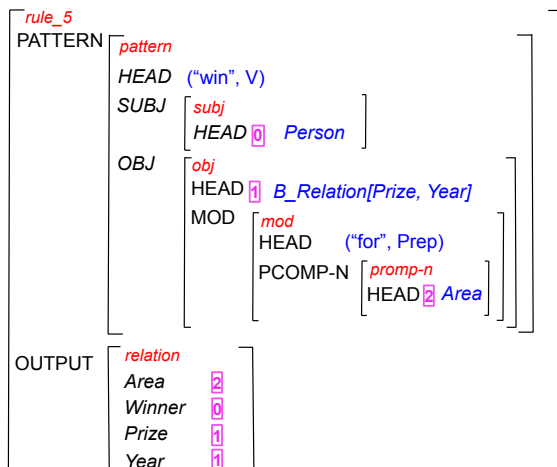 rule_5
PATTERN
pattern
HEAD ("win", V)
SUBJ
subj
HEAD 0 Person
OBJ
obj
HEAD 1 B_Relation[Prize, Year]
MOD
mod
HEAD ("for", Prep)
PCOMP-N
promp-n
HEAD 2 Area
OUTPUT
relation
Area 2
Winner 0
Prize 1
Year 1